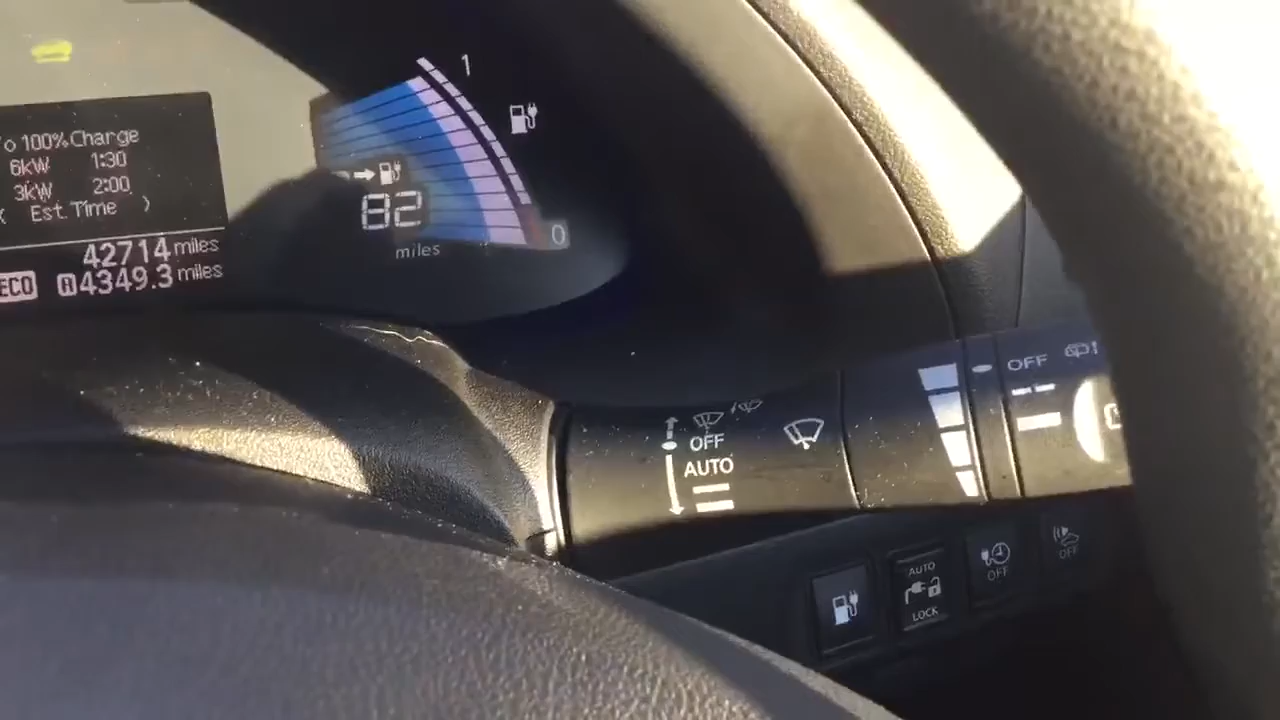 o 100% Charge
6kW 1:30
3kW 2:00
Est. Time
42714 miles
ECO A 4349.3 miles
1
82
miles
0
OFF
AUTO
OFF
AUTO
LOCK
OFF
OFF